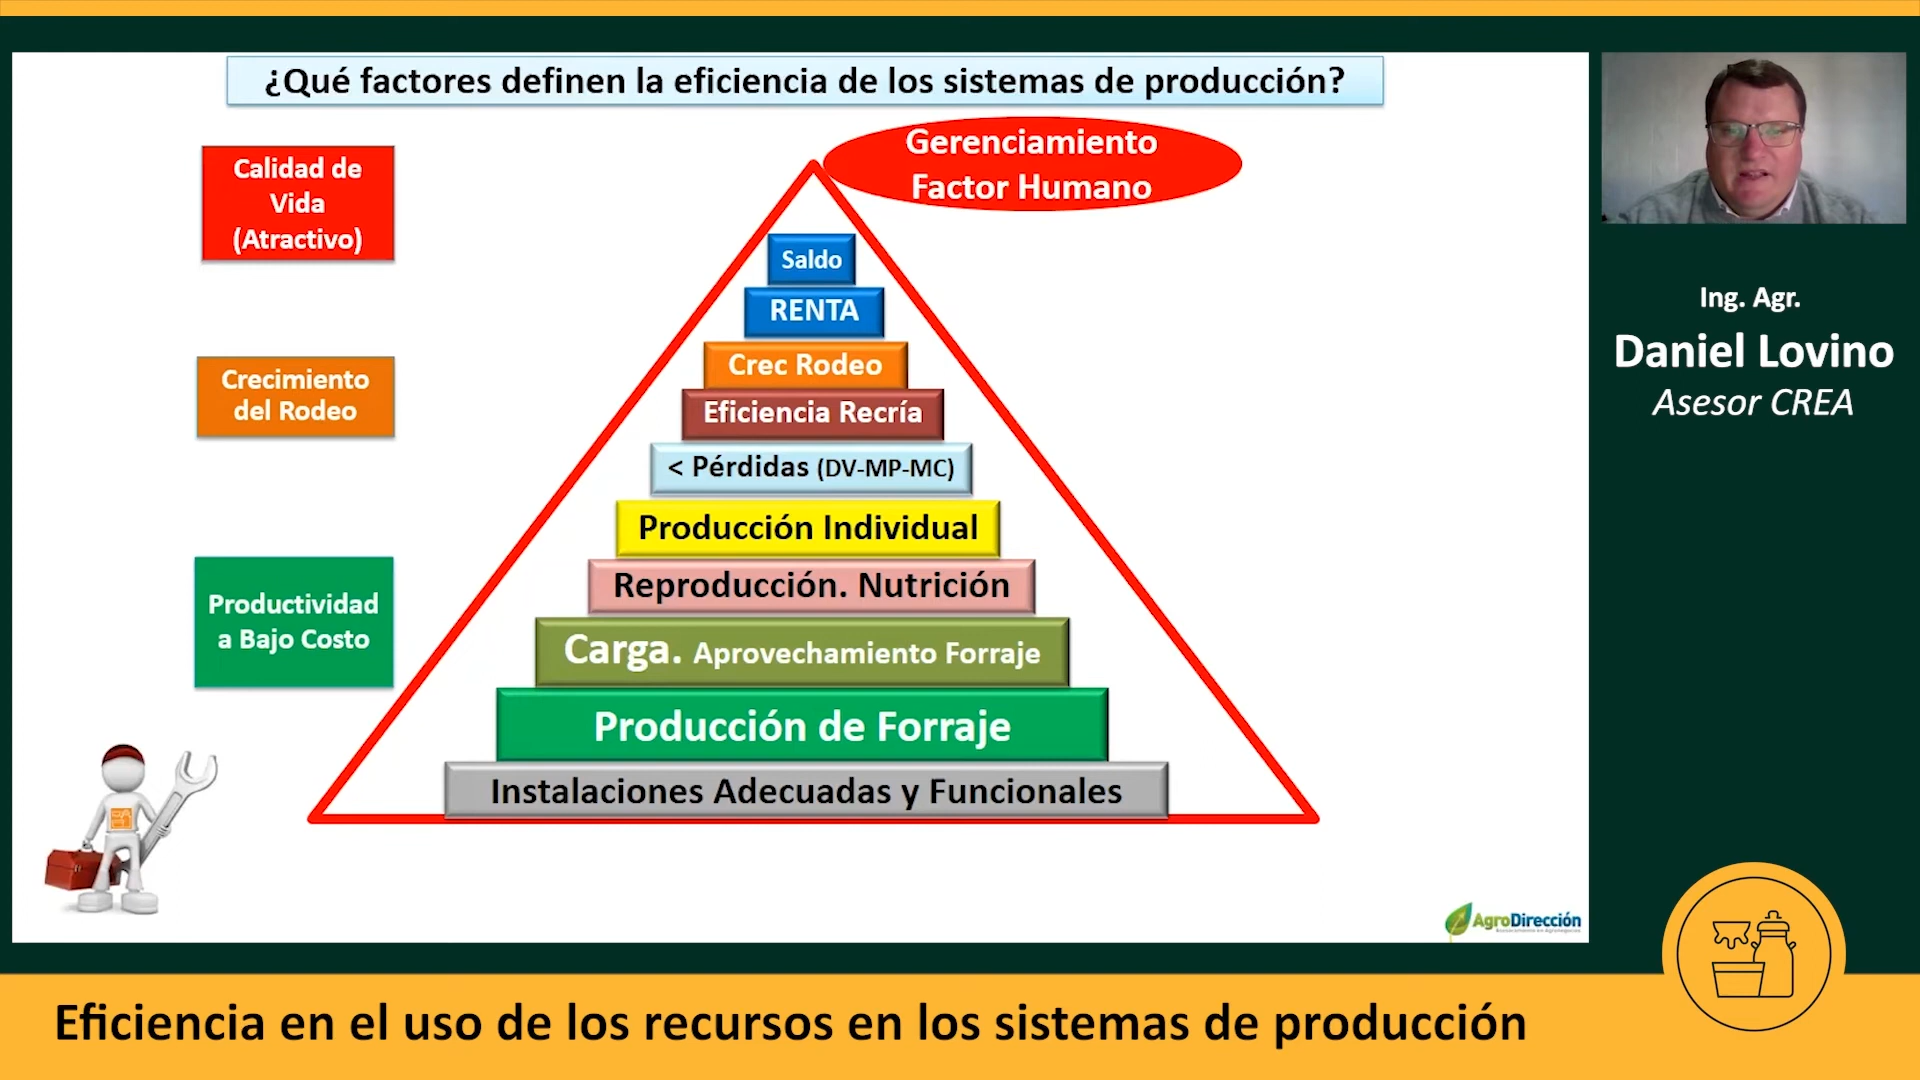 ¿Qué factores definen la eficiencia de los sistemas de producción?
Calidad de
Vida
(Atractivo)
Crecimiento
del Rodeo
Productividad
a Bajo Costo
Gerenciamiento
Factor Humano
Saldo
RENTA
Crec Rodeo
Eficiencia Recría
< Pérdidas (DV-MP-MC)
Producción Individual
Reproducción. Nutrición
Carga. Aprovechamiento Forraje
Producción de Forraje
Instalaciones Adecuadas y Funcionales
AgroDirección
Ing. Agr.
Daniel Lovino
Asesor CREA
Eficiencia en el uso de los recursos en los sistemas de producción